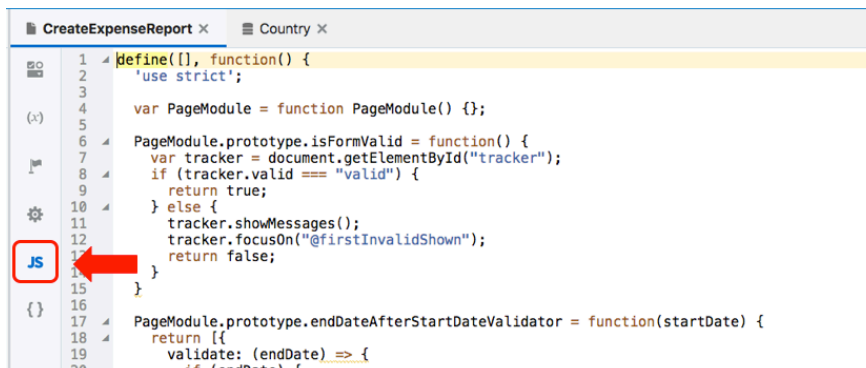 CreateExpenseReport × Country ×
1 define([], function() {
2 'use strict';
3
4 var PageModule = function PageModule() {};
5
6 PageModule.prototype.isFormValid = function() {
7 var tracker = document.getElementById("tracker");
8 if (tracker.valid === "valid") {
9 return true;
10 } else {
11 tracker.showMessages();
12 tracker.focusOn("@firstInvalidShown");
13 return false;
14 }
15 }
16
17 PageModule.prototype.endDateAfterStartDateValidator = function(startDate) {
18 return [{
19 validate: (endDate) => {
20 if (endDate) {
(x)
JS
{ }